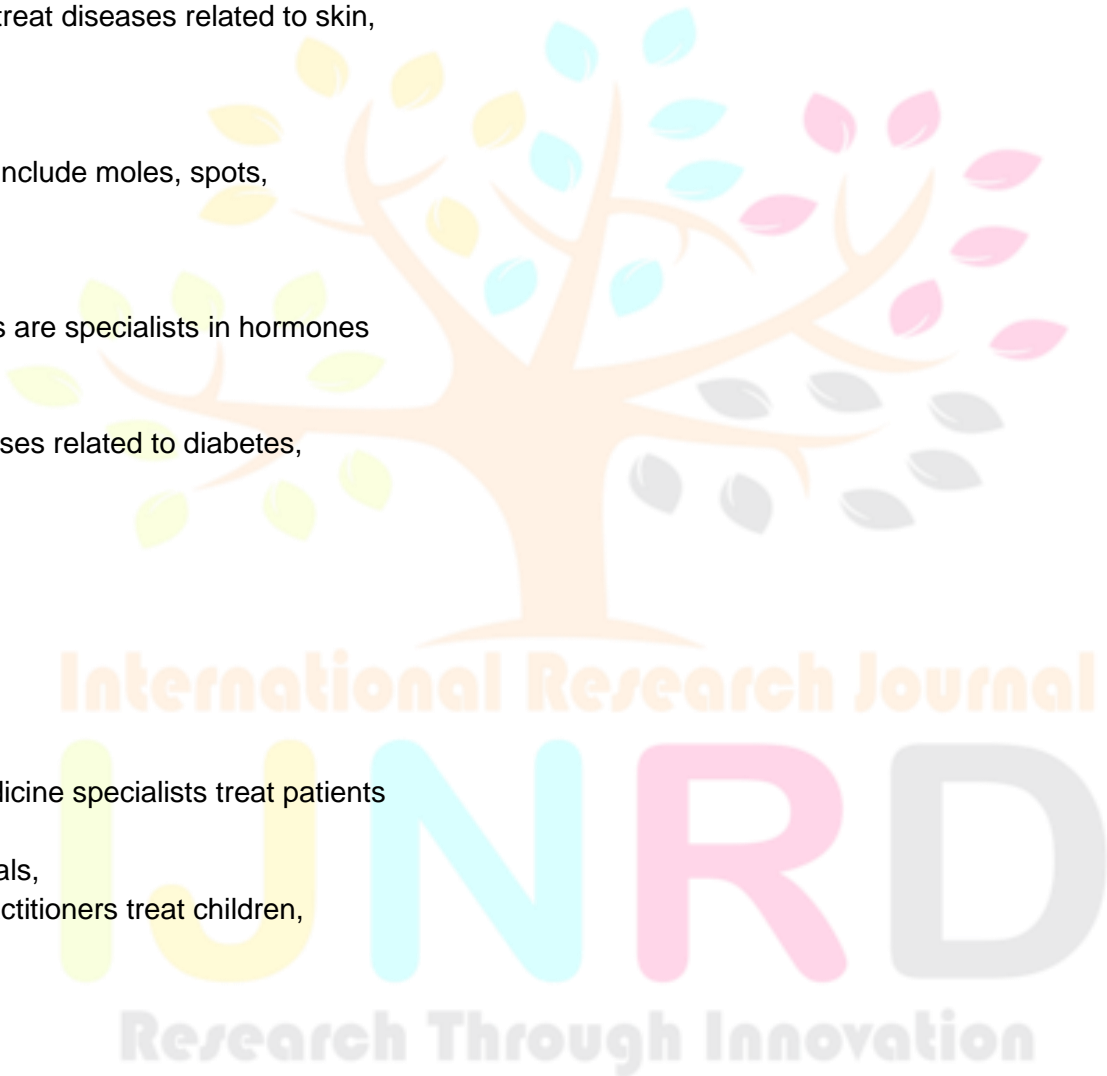 treat diseases related to skin,
nclude moles, spots,
s are specialists in hormones
ses related to diabetes,
International Research Journal
dicine specialists treat patients
als,
ctitioners treat children,
IJNRD
Research Through Innovation